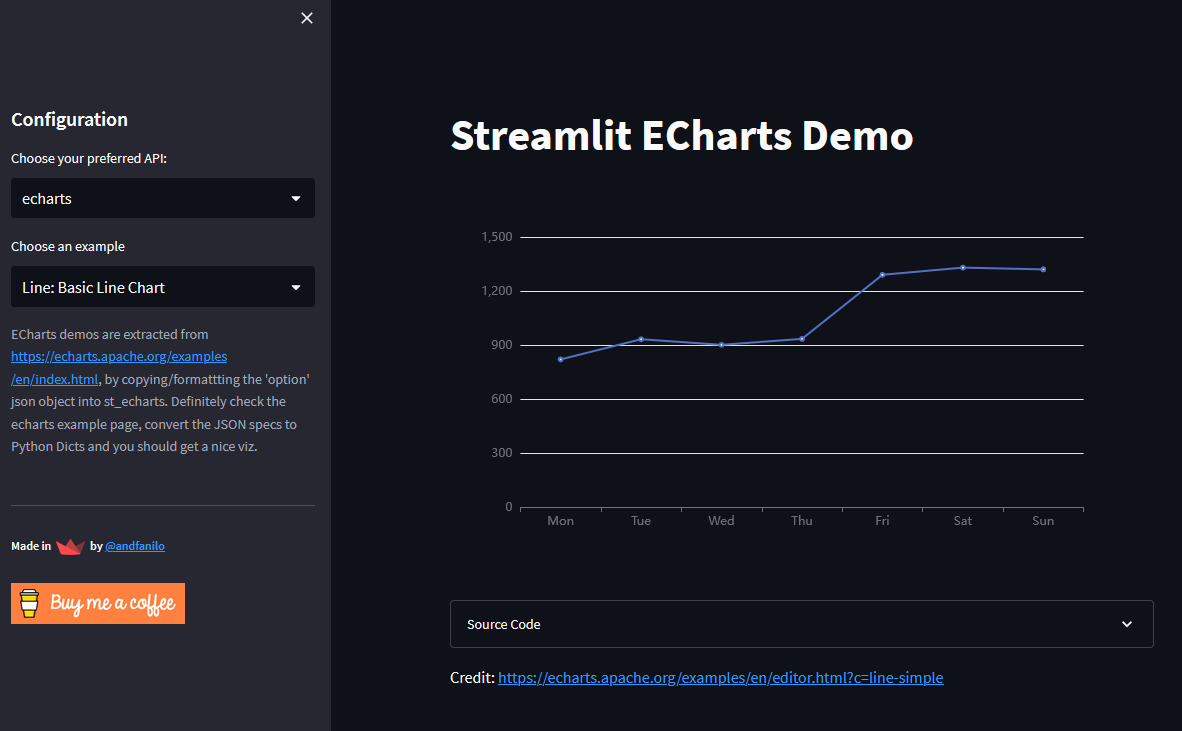 Configuration
Choose your preferred API:
echarts
Choose an example
Line: Basic Line Chart
ECharts demos are extracted from
https://echarts.apache.org/examples
/en/index.html, by copying/formattting the 'option'
json object into st_echarts. Definitely check the
echarts example page, convert the JSON specs to
Python Dicts and you should get a nice viz.
Made in by @andfanilo
Buy me a coffee
Streamlit ECharts Demo
1,500
1,200
900
600
300
0
Mon Tue Wed Thu Fri Sat Sun
Source Code
Credit: https://echarts.apache.org/examples/en/editor.html?c=line-simple